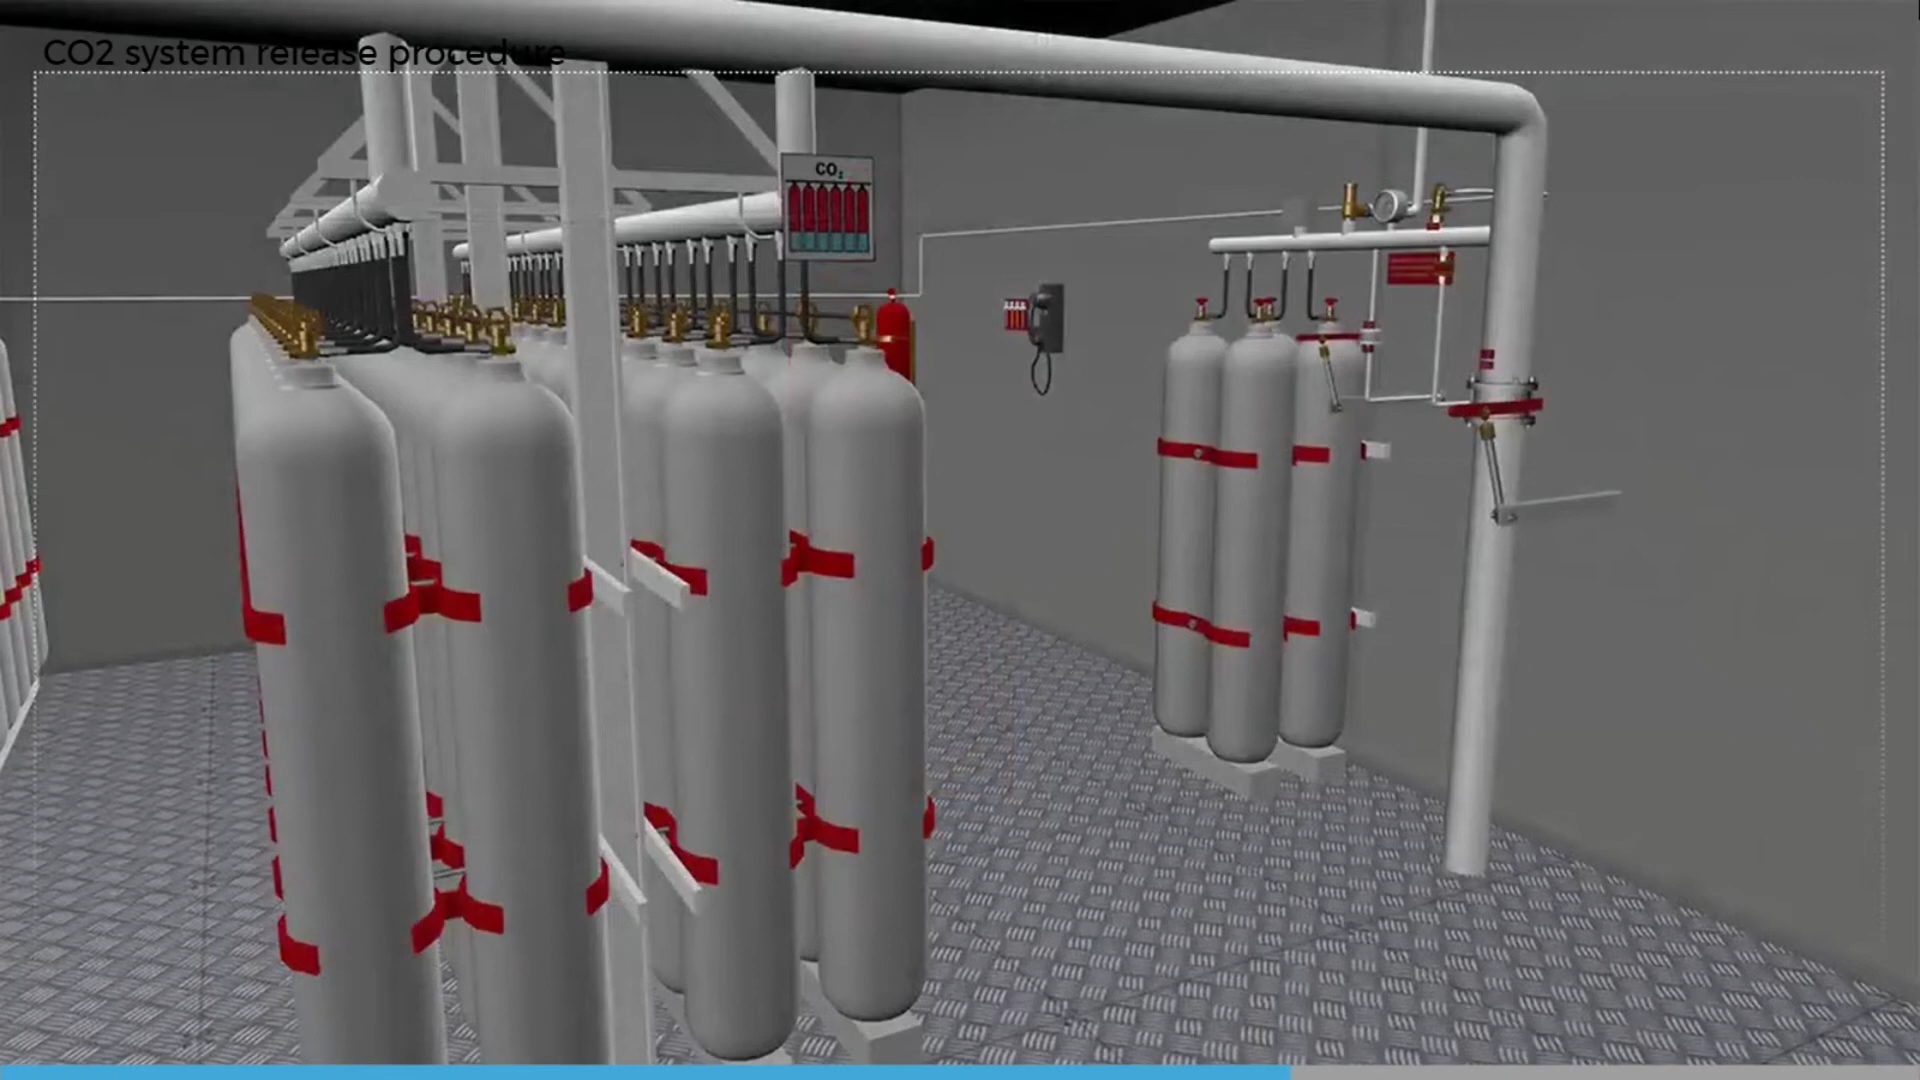 CO2 system release procedure
CO₂